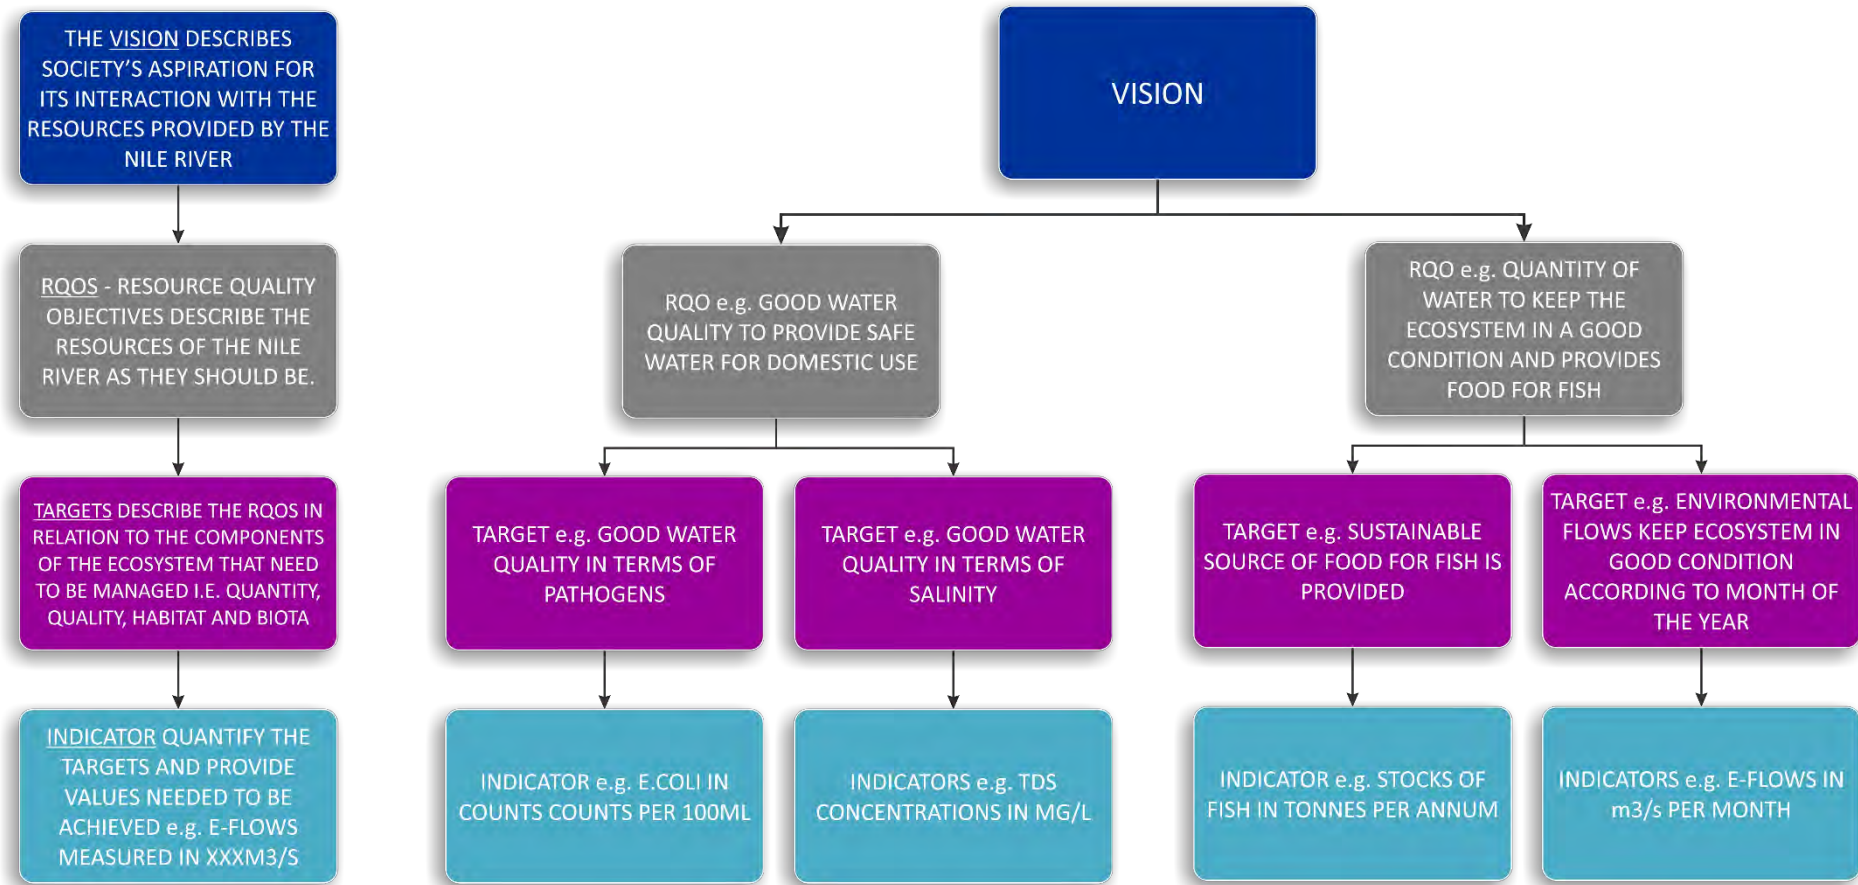 THE VISION DESCRIBES
SOCIETY’S ASPIRATION FOR
ITS INTERACTION WITH THE
RESOURCES PROVIDED BY THE
NILE RIVER
RQOS - RESOURCE QUALITY
OBJECTIVES DESCRIBE THE
RESOURCES OF THE NILE
RIVER AS THEY SHOULD BE.
TARGETS DESCRIBE THE RQOS IN
RELATION TO THE COMPONENTS
OF THE ECOSYSTEM THAT NEED
TO BE MANAGED I.E. QUANTITY,
QUALITY, HABITAT AND BIOTA
INDICATOR QUANTIFY THE
TARGETS AND PROVIDE
VALUES NEEDED TO BE
ACHIEVED e.g. E-FLOWS
MEASURED IN XXXM3/S
VISION
RQO e.g. GOOD WATER
QUALITY TO PROVIDE SAFE
WATER FOR DOMESTIC USE
RQO e.g. QUANTITY OF
WATER TO KEEP THE
ECOSYSTEM IN A GOOD
CONDITION AND PROVIDES
FOOD FOR FISH
TARGET e.g. GOOD WATER
QUALITY IN TERMS OF
PATHOGENS
TARGET e.g. GOOD WATER
QUALITY IN TERMS OF
SALINITY
TARGET e.g. SUSTAINABLE
SOURCE OF FOOD FOR FISH IS
PROVIDED
TARGET e.g. ENVIRONMENTAL
FLOWS KEEP ECOSYSTEM IN
GOOD CONDITION
ACCORDING TO MONTH OF
THE YEAR
INDICATOR e.g. E.COLI IN
COUNTS COUNTS PER 100ML
INDICATORS e.g. TDS
CONCENTRATIONS IN MG/L
INDICATOR e.g. STOCKS OF
FISH IN TONNES PER ANNUM
INDICATORS e.g. E-FLOWS IN
m3/s PER MONTH